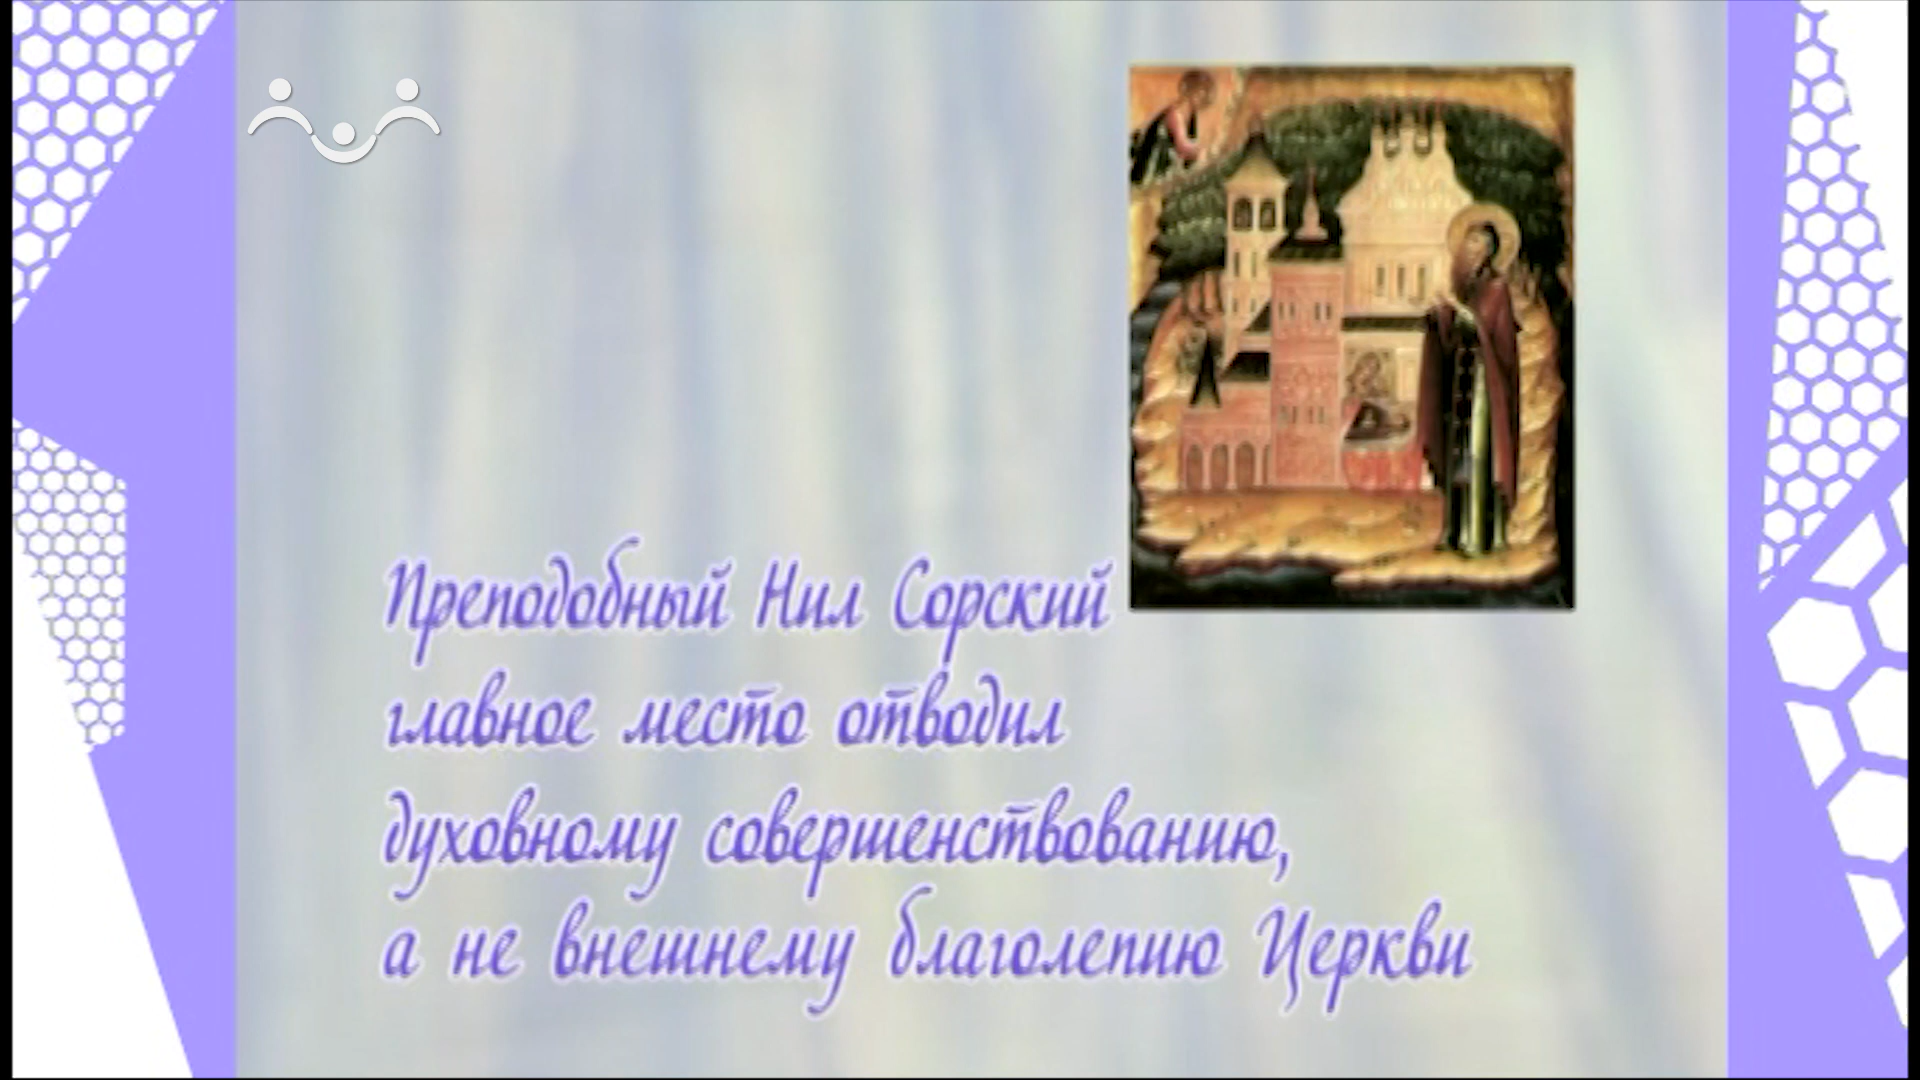 Преподобный Нил Сорский
главное место отводил
духовному совершенствованию,
а не внешнему благолепию Церкви